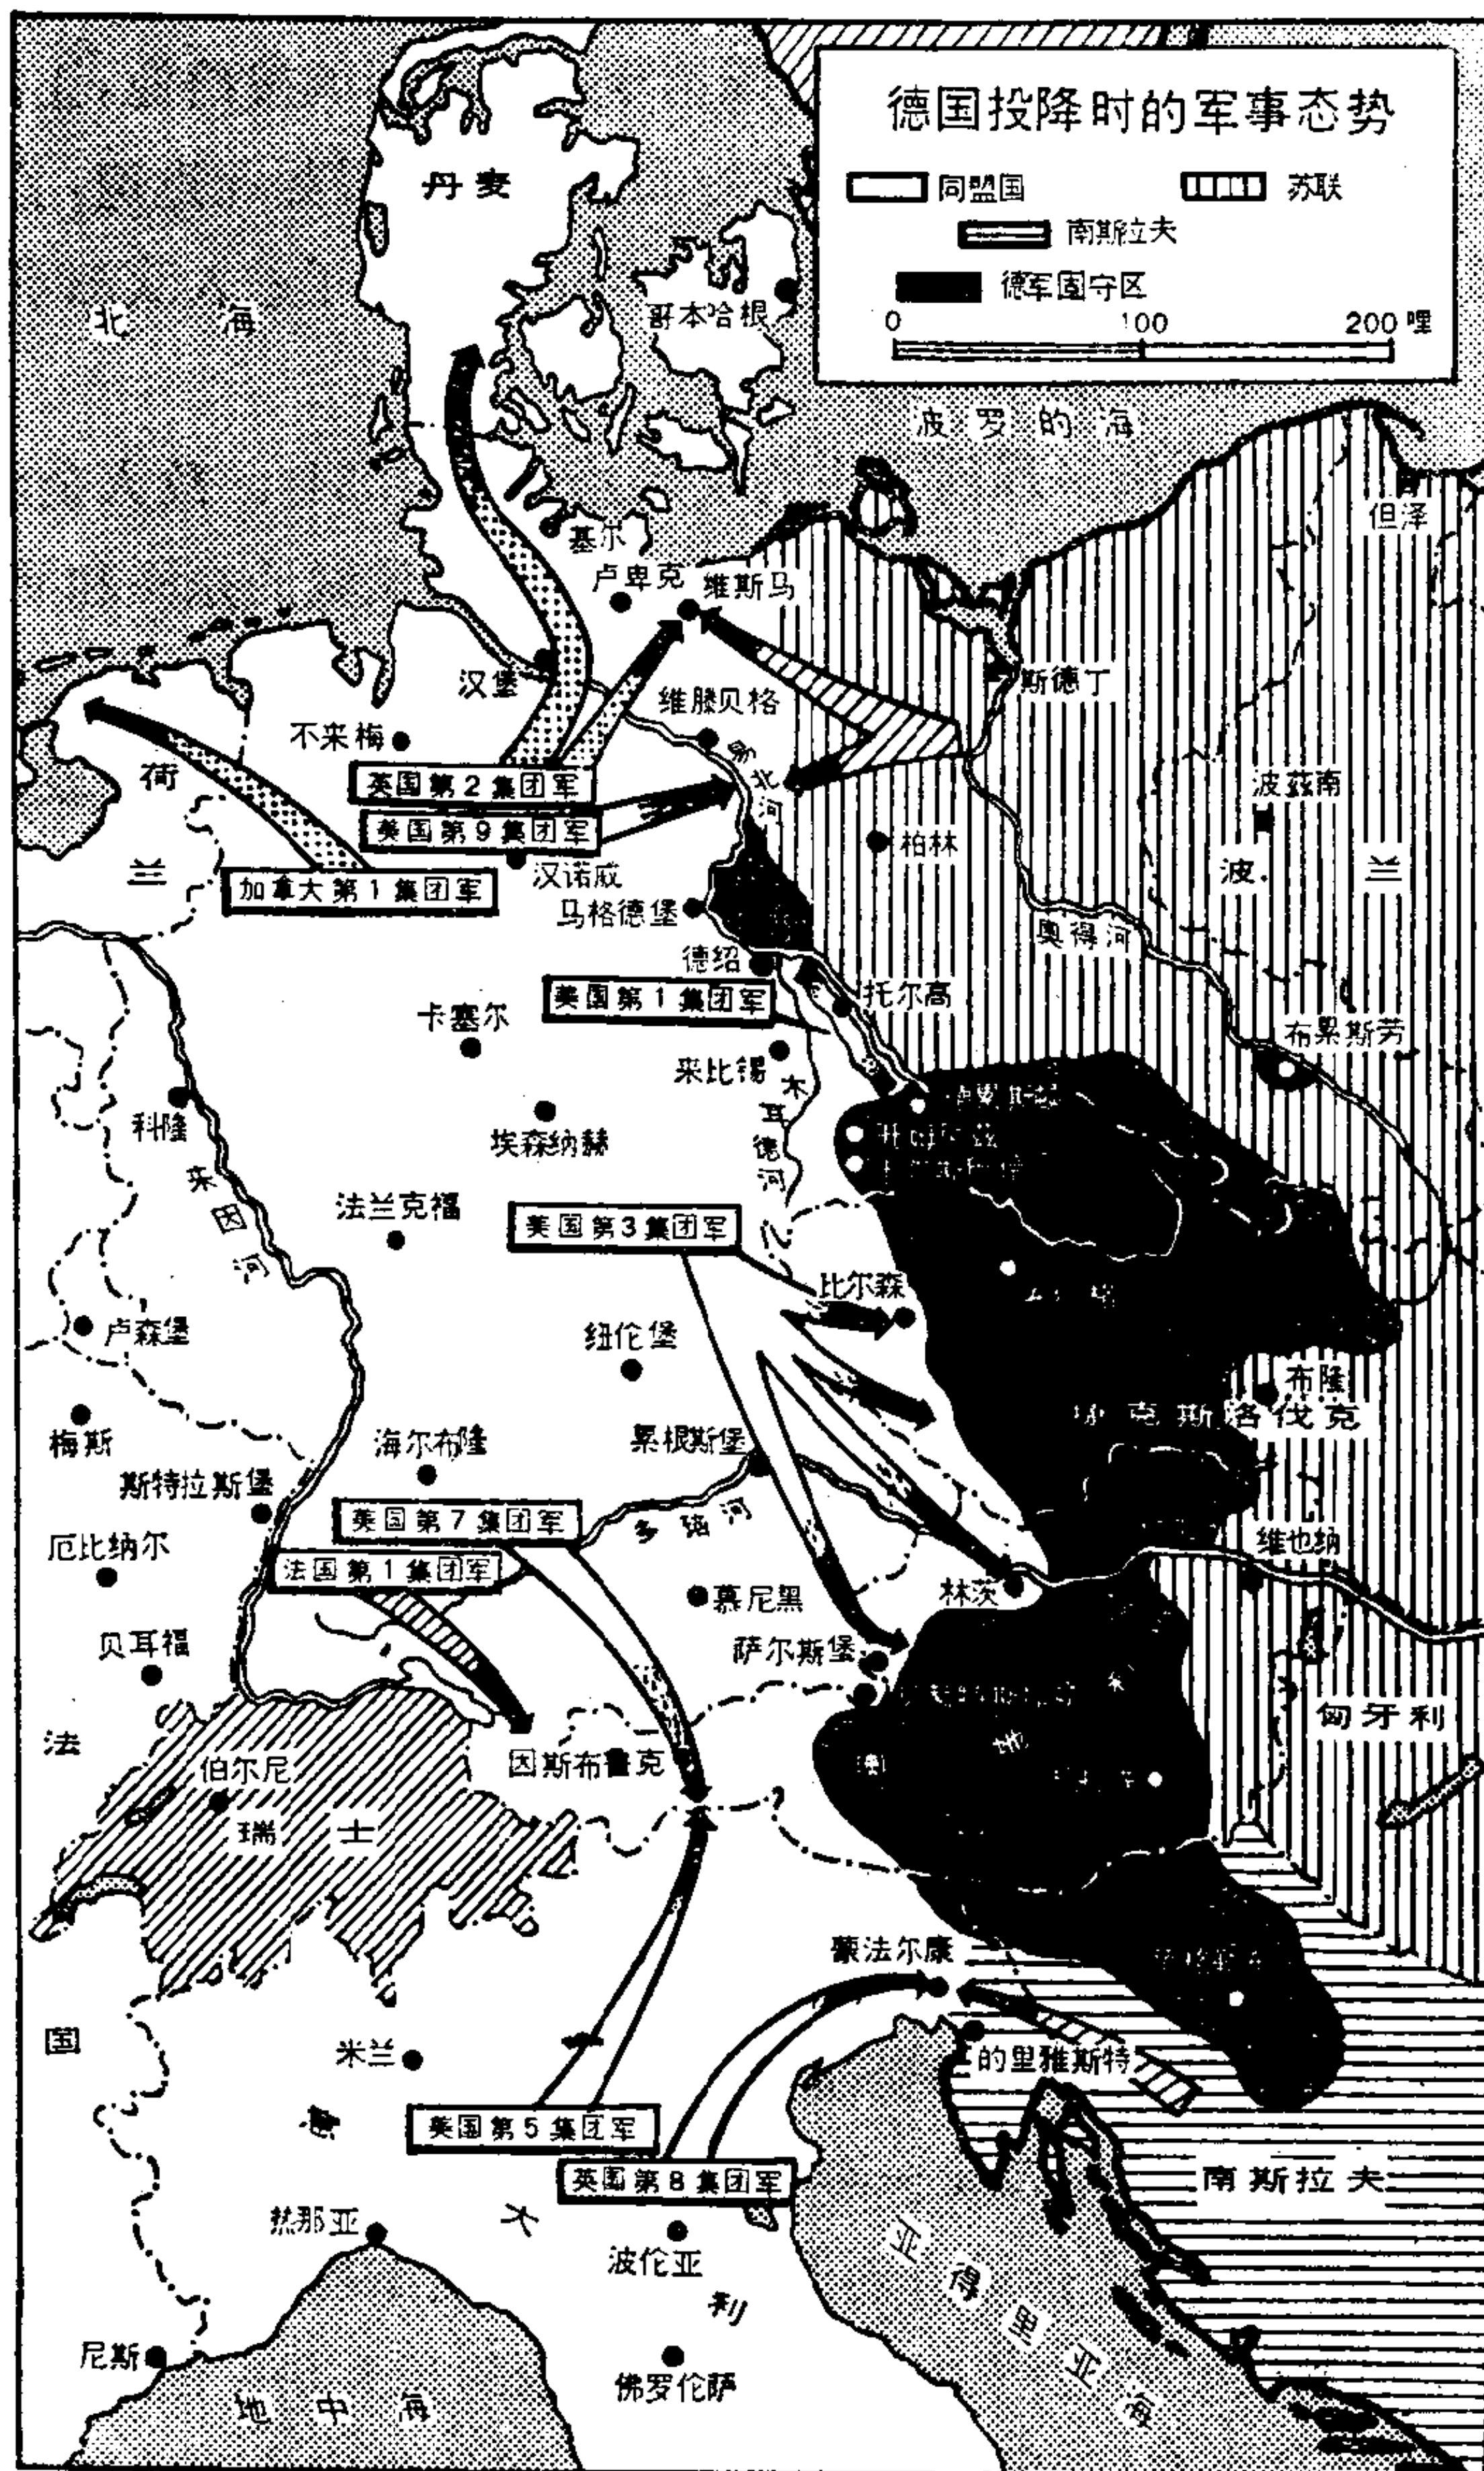 德国投降时的军事态势
同盟国
苏联
南斯拉夫
德军固守区
0 100 200 哩
丹麦
北海
哥本哈根
波罗的海
但泽
基尔
卢卑克
维斯马
汉堡
斯德丁
维滕贝格
不来梅
易北河
荷兰
英国第2集团军
美国第9集团军
波兹南
柏林
汉诺威
加拿大第1集团军
波兰
马格德堡
奥得河
德绍
美国第1集团军
托尔高
卡塞尔
布累斯劳
来比锡
木耳德河
科隆
埃森纳赫
来因河
法兰克福
美国第3集团军
比尔森
卢森堡
纽伦堡
布隆
捷克斯洛伐克
梅斯
海尔布隆
累根斯堡
斯特拉斯堡
美国第7集团军
多瑙河
厄比纳尔
法国第1集团军
维也纳
慕尼黑
林茨
贝耳福
萨尔斯堡
匈牙利
法国
伯尔尼
因斯布鲁克
瑞士
蒙法尔康
米兰
的里雅斯特
意大利
美国第5集团军
英国第8集团军
南斯拉夫
热那亚
波伦亚
亚得里亚海
尼斯
佛罗伦萨
地中海